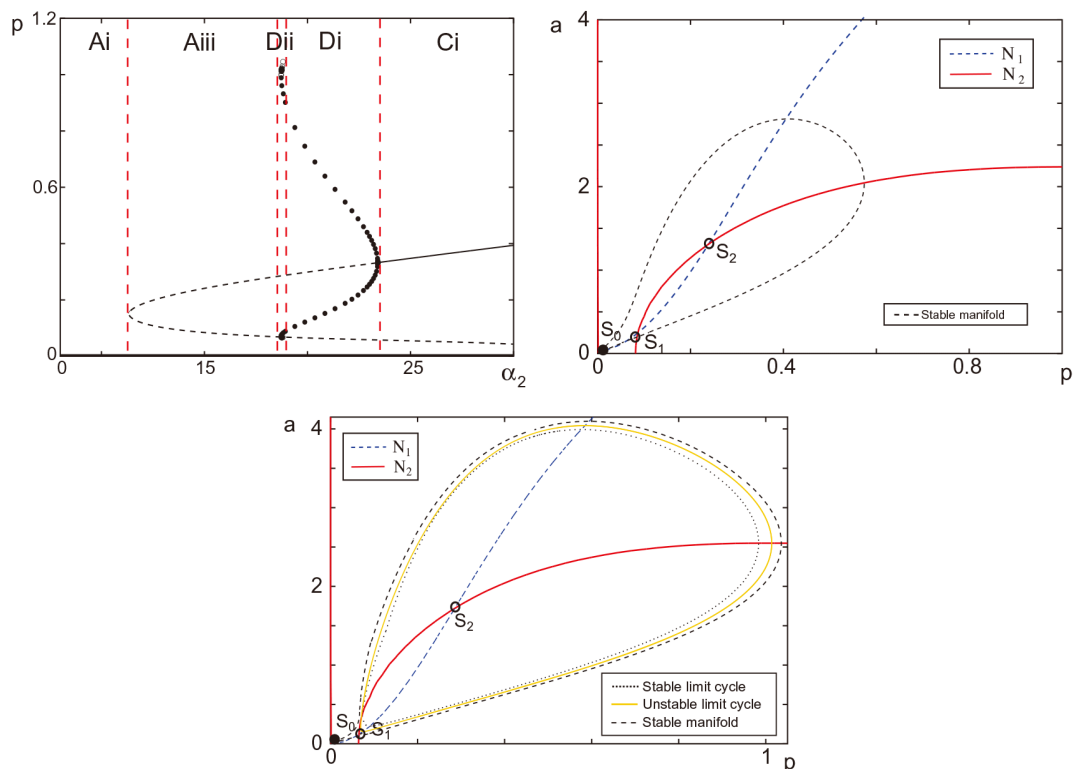 p
1.2
0.6
0
Ai
Aiii
Dii
Di
Ci
0
15
25
α2
a
4
2
0
N1
N2
S2
S1
S0
Stable manifold
0
0.4
0.8
p
a
4
2
0
N1
N2
S2
S0
S1
Stable limit cycle
Unstable limit cycle
Stable manifold
1
p